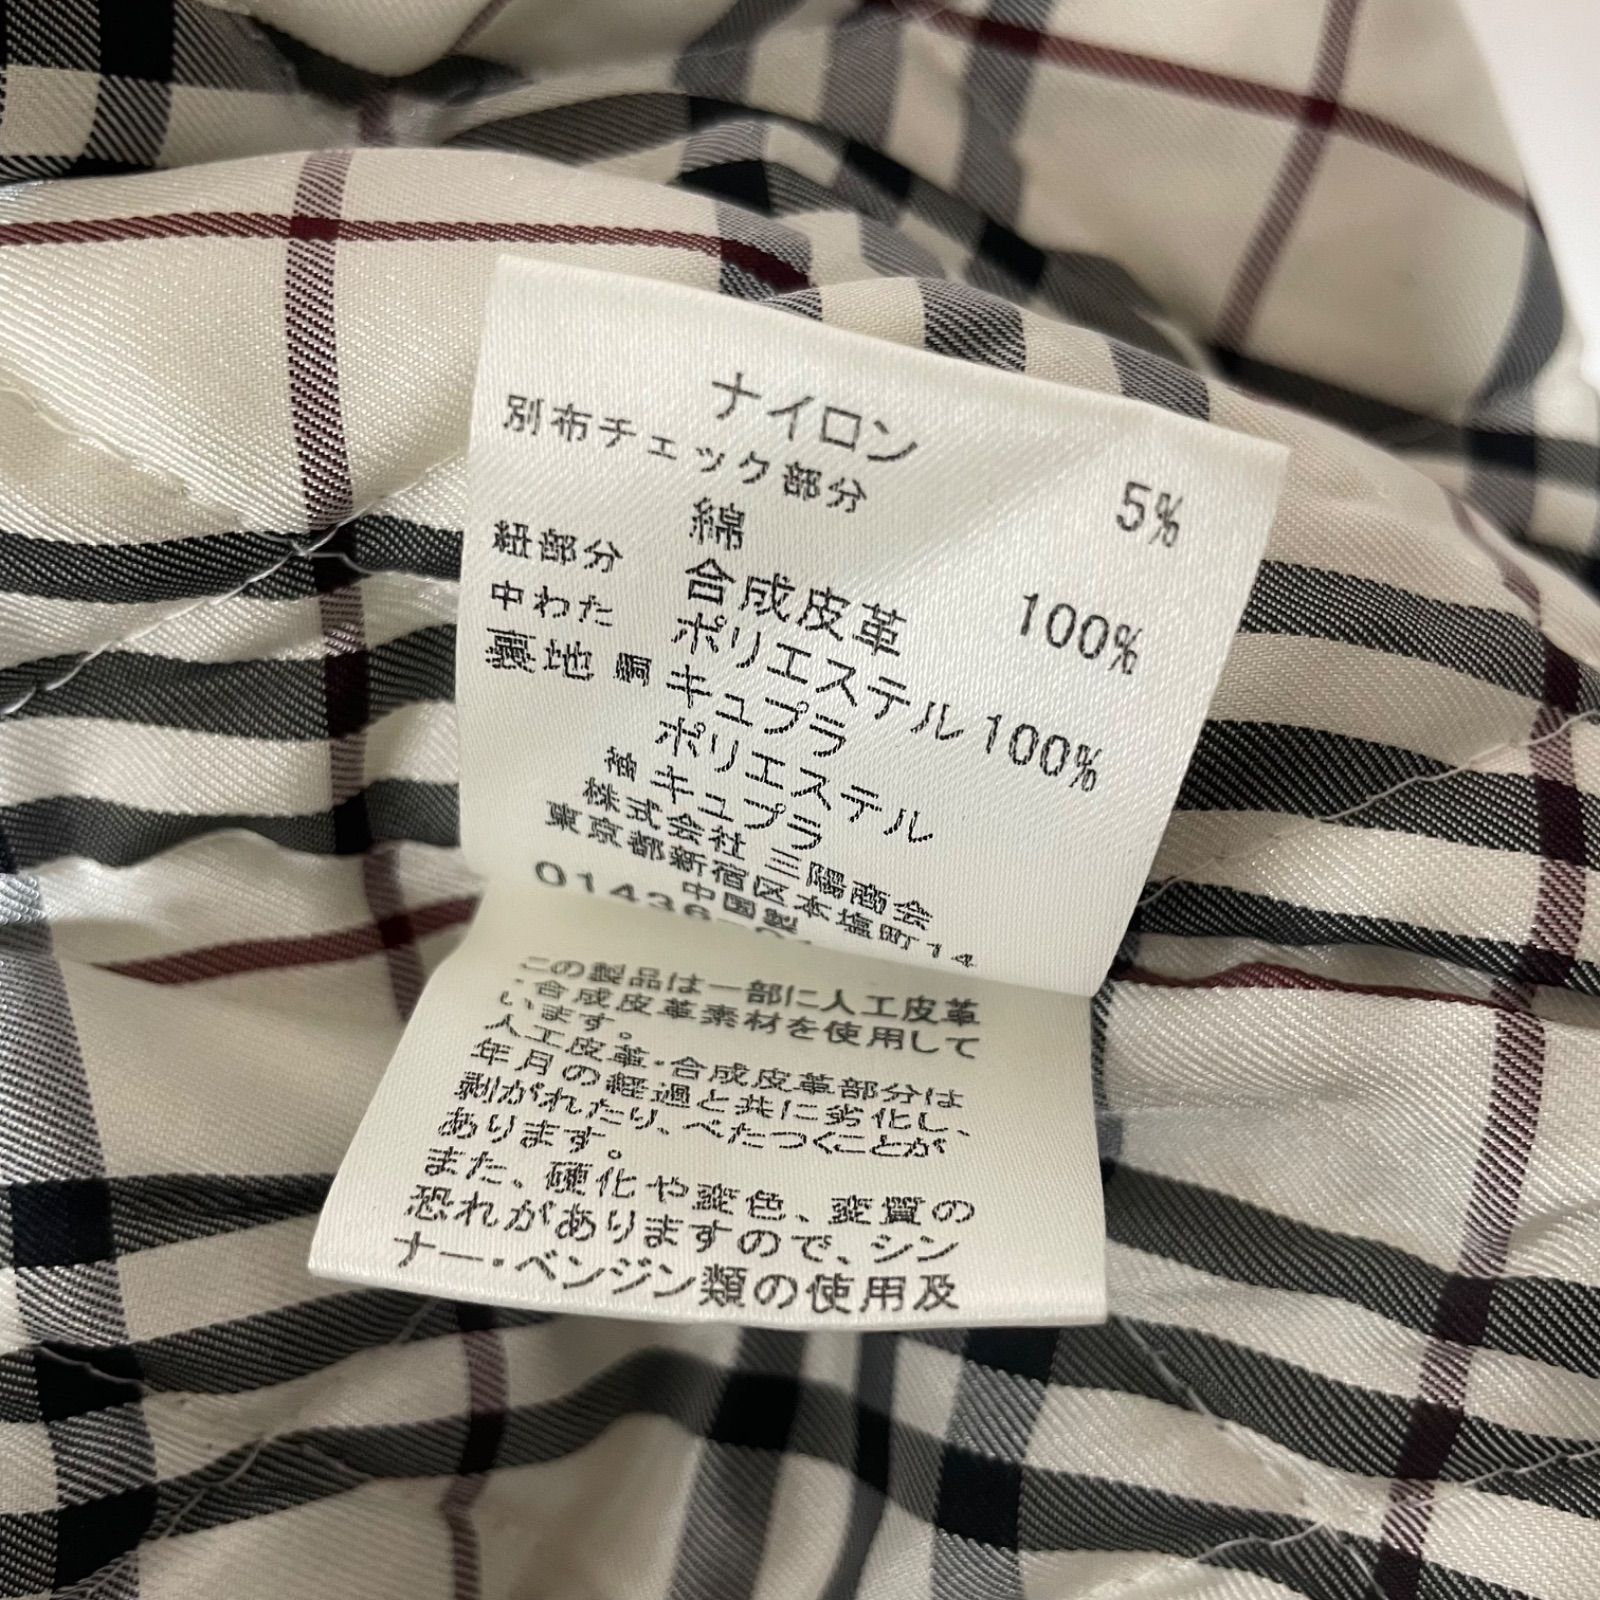 ナイロン 5%
別布チェック部分
綿 100%
紐部分 合成皮革
中わた ポリエステル 100%
裏地 胴 キュプラ
ポリエステル
袖 キュプラ
株式会社 三陽商会
東京都新宿区本塩町14
中国製
この製品は一部に人工皮革
・合成皮革素材を使用して
います。
人工皮革・合成皮革部分は
年月の経過と共に劣化し、
剥がれたり、べたつくことが
あります。
また、硬化や変色、変質の
恐れがありますので、シン
ナー・ベンジン類の使用及